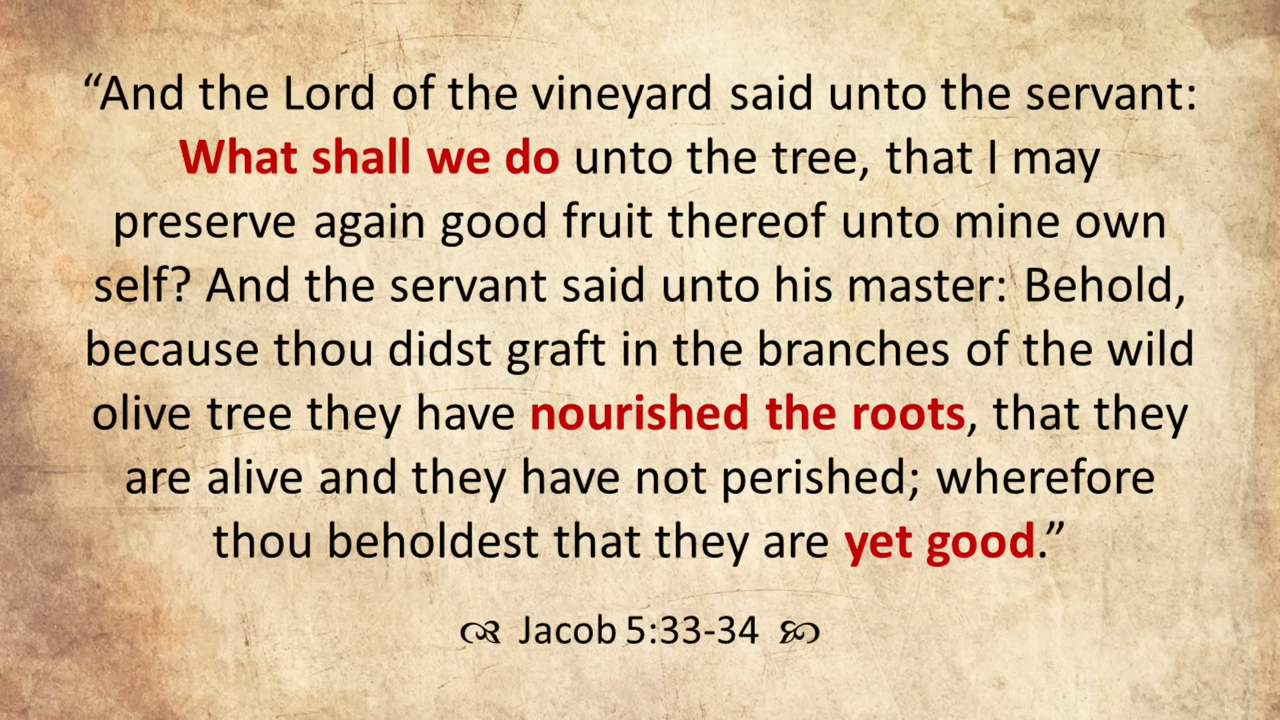 “And the Lord of the vineyard said unto the servant:
What shall we do unto the tree, that I may
preserve again good fruit thereof unto mine own
self? And the servant said unto his master: Behold,
because thou didst graft in the branches of the wild
olive tree they have nourished the roots, that they
are alive and they have not perished; wherefore
thou beholdest that they are yet good.”
Jacob 5:33-34